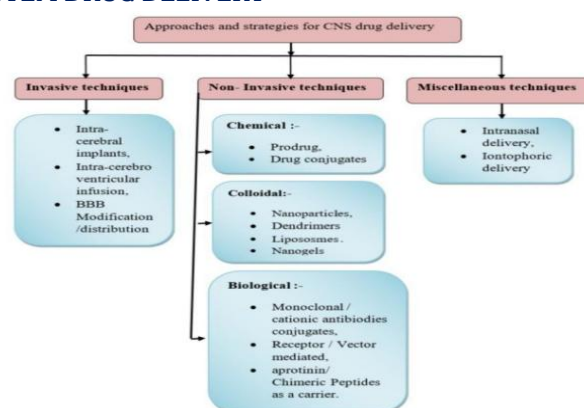 Approaches and strategies for CNS drug delivery
Invasive techniques
Intra-
cerebral
implants,
Intra-cerebro
ventricular
infusion,
BBB
Modification
/distribution
Non- Invasive techniques
Chemical :-
Prodrug,
Drug conjugates
Colloidal:-
Nanoparticles,
Dendrimers
Lipososmes.
Nanogels
Biological :-
Monoclonal /
cationic antibiodies
conjugates,
Receptor / Vector
mediated,
aprotinin/
Chimeric Peptides
as a carrier.
Miscellaneous techniques
Intranasal
delivery,
Iontophoric
delivery